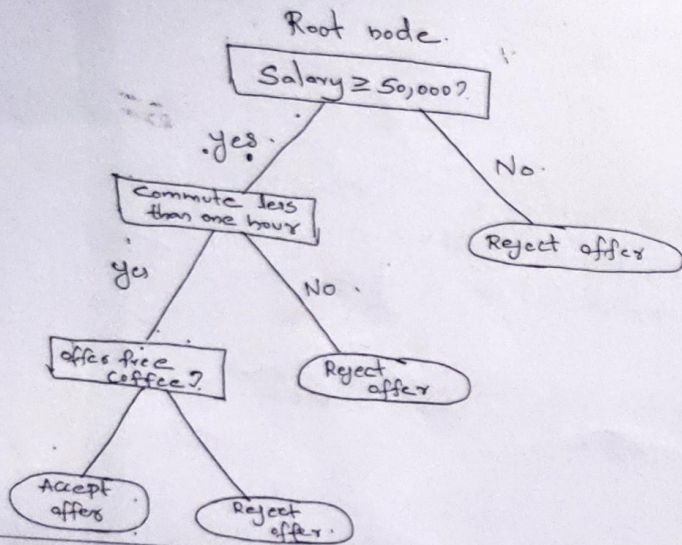 Root node.
Salary ≥ 50,000?
yes.
No.
Commute less
than one hour
Reject offer
yes
No.
offer free
coffee?
Reject
offer
Accept
offer
Reject
offer.